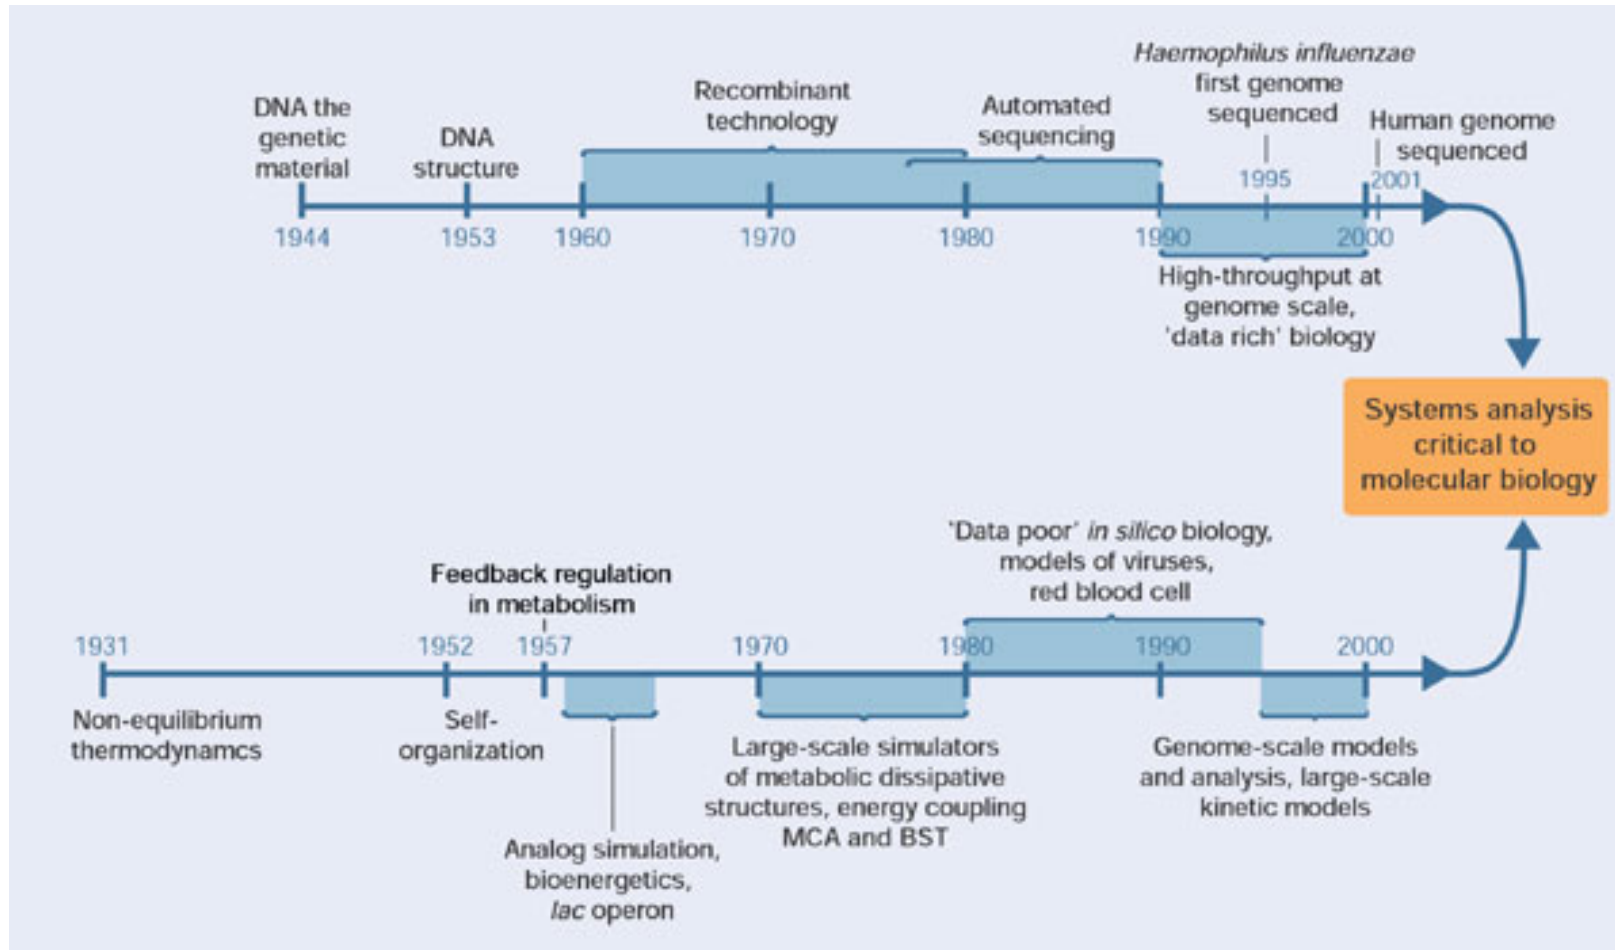 DNA the
genetic
material
DNA
structure
Recombinant
technology
Automated
sequencing
Haemophilus influenzae
first genome
sequenced
Human genome
sequenced
1995
2001
1944
1953
1960
1970
1980
1990
2000
High-throughput at
genome scale,
'data rich' biology
Systems analysis
critical to
molecular biology
'Data poor' in silico biology,
models of viruses,
red blood cell
Feedback regulation
in metabolism
1931
1952
1957
1970
1980
1990
2000
Non-equilibrium
thermodynamcs
Self-
organization
Large-scale simulators
of metabolic dissipative
structures, energy coupling
MCA and BST
Genome-scale models
and analysis, large-scale
kinetic models
Analog simulation,
bioenergetics,
lac operon